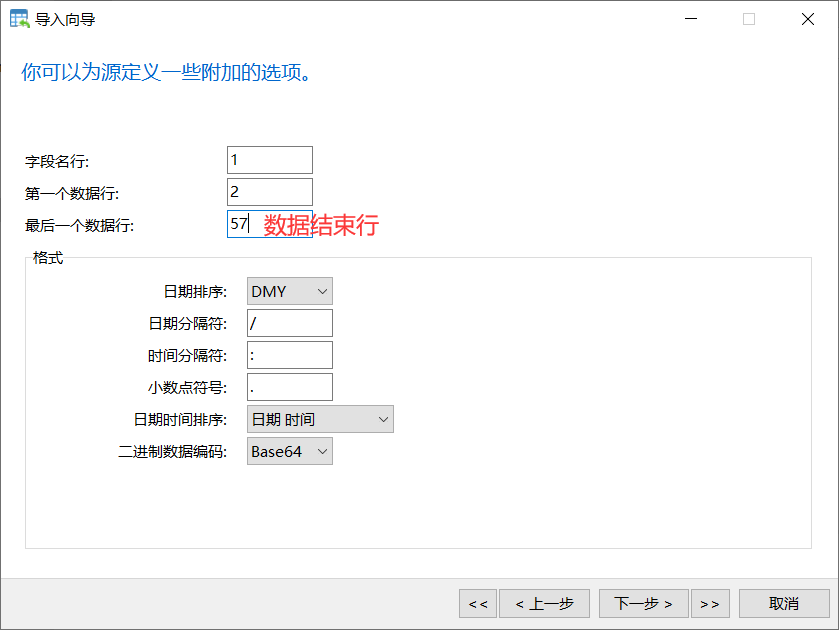 导入向导
你可以为源定义一些附加的选项。
字段名行: 1
第一个数据行: 2
最后一个数据行: 57 数据结束行
格式
日期排序: DMY
日期分隔符: /
时间分隔符: :
小数点符号: .
日期时间排序: 日期 时间
二进制数据编码: Base64
<< < 上一步 下一步 > >> 取消